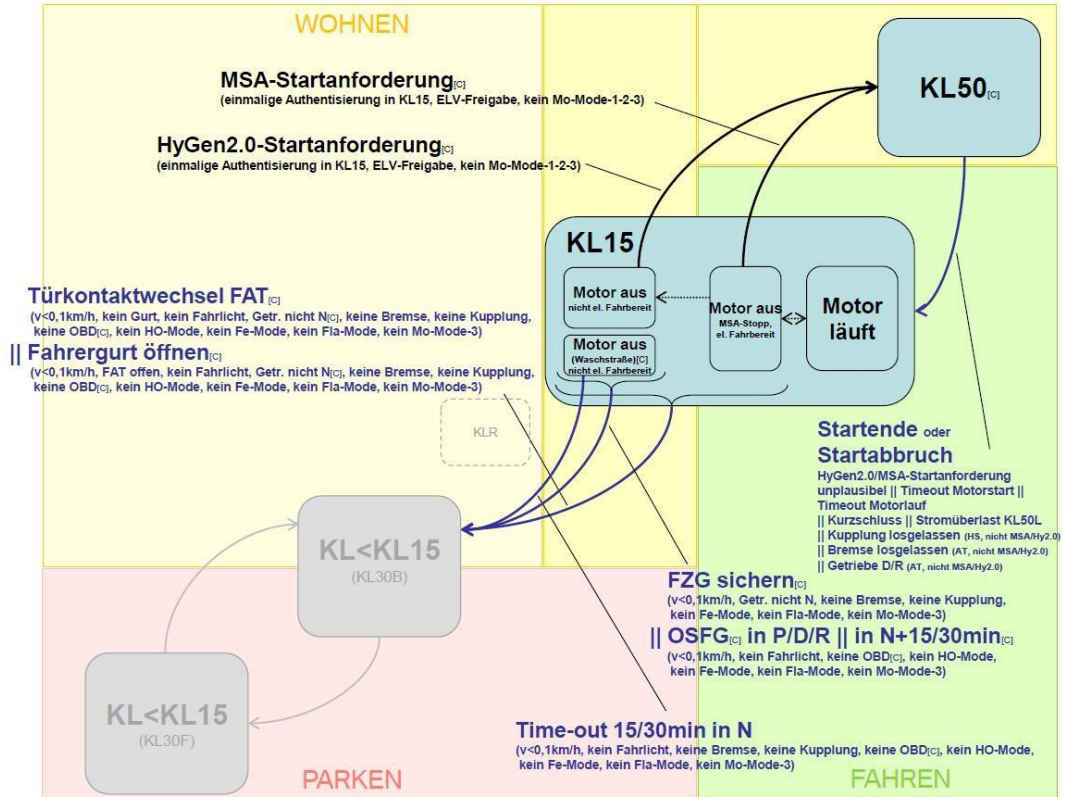 WOHNEN
MSA-Startanforderung[C]
(einmalige Authentisierung in KL15, ELV-Freigabe, kein Mo-Mode-1-2-3)
KL50[C]
HyGen2.0-Startanforderung[C]
(einmalige Authentisierung in KL15, ELV-Freigabe, kein Mo-Mode-1-2-3)
KL15
Motor aus
nicht el. Fahrbereit
Motor aus
MSA-Stopp,
el. Fahrbereit
Motor
läuft
Motor aus
(Waschstraße)[C]
nicht el. Fahrbereit
Türkontaktwechsel FAT[C]
(v<0,1km/h, kein Gurt, kein Fahrlicht, Getr. nicht N[C], keine Bremse, keine Kupplung,
keine OBD[C], kein HO-Mode, kein Fe-Mode, kein Fla-Mode, kein Mo-Mode-3)
|| Fahrergurt öffnen[C]
(v<0,1km/h, FAT offen, kein Fahrlicht, Getr. nicht N[C], keine Bremse, keine Kupplung,
keine OBD[C], kein HO-Mode, kein Fe-Mode, kein Fla-Mode, kein Mo-Mode-3)
KLR
Startende oder
Startabbruch
HyGen2.0/MSA-Startanforderung
unplausibel || Timeout Motorstart ||
Timeout Motorlauf
|| Kurzschluss || Stromüberlast KL50L
|| Kupplung losgelassen (HS, nicht MSA/Hy2.0)
|| Bremse losgelassen (AT, nicht MSA/Hy2.0)
|| Getriebe D/R (AT, nicht MSA/Hy2.0)
KL<KL15
(KL30B)
FZG sichern[C]
(v<0,1km/h, Getr. nicht N, keine Bremse, keine Kupplung,
kein Fe-Mode, kein Fla-Mode, kein Mo-Mode-3)
|| OSFG[C] in P/D/R || in N+15/30min[C]
(v<0,1km/h, kein Fahrlicht, keine OBD[C], kein HO-Mode,
kein Fe-Mode, kein Fla-Mode, kein Mo-Mode-3)
KL<KL15
(KL30F)
Time-out 15/30min in N
(v<0,1km/h, kein Fahrlicht, keine Bremse, keine Kupplung, keine OBD[C], kein HO-Mode,
kein Fe-Mode, kein Fla-Mode, kein Mo-Mode-3)
PARKEN
FAHREN